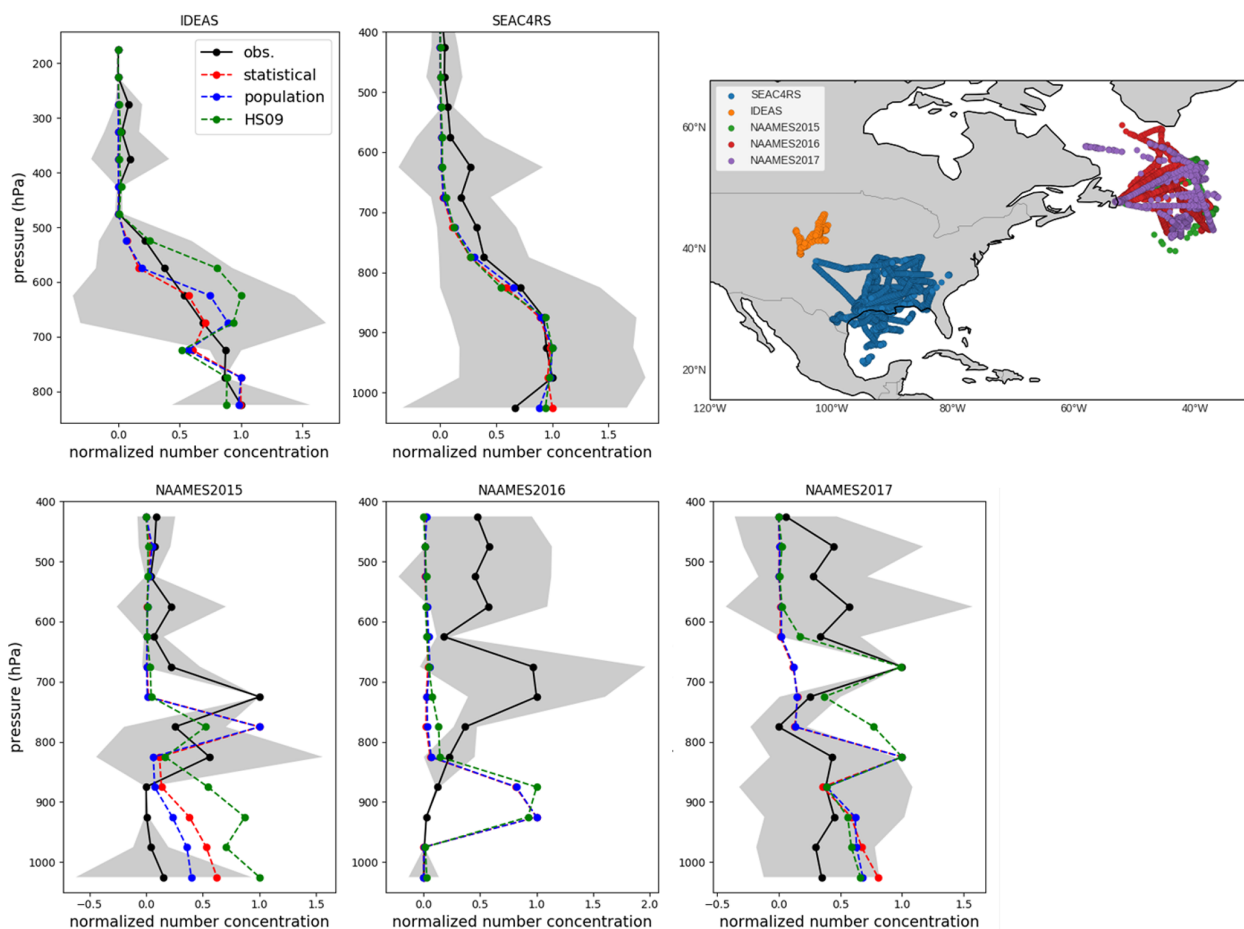 IDEAS
200
300
400
500
600
700
800
pressure (hPa)
obs.
statistical
population
HS09
0.0 0.5 1.0 1.5
normalized number concentration
SEAC4RS
400
500
600
700
800
900
1000
0.0 0.5 1.0 1.5
normalized number concentration
SEAC4RS
IDEAS
NAAMES2015
NAAMES2016
NAAMES2017
60°N
40°N
20°N
120°W 100°W 80°W 60°W 40°W
NAAMES2015
400
500
600
700
800
900
1000
pressure (hPa)
−0.5 0.0 0.5 1.0 1.5
normalized number concentration
NAAMES2016
400
500
600
700
800
900
1000
0.0 0.5 1.0 1.5 2.0
normalized number concentration
NAAMES2017
400
500
600
700
800
900
1000
−0.5 0.0 0.5 1.0 1.5
normalized number concentration